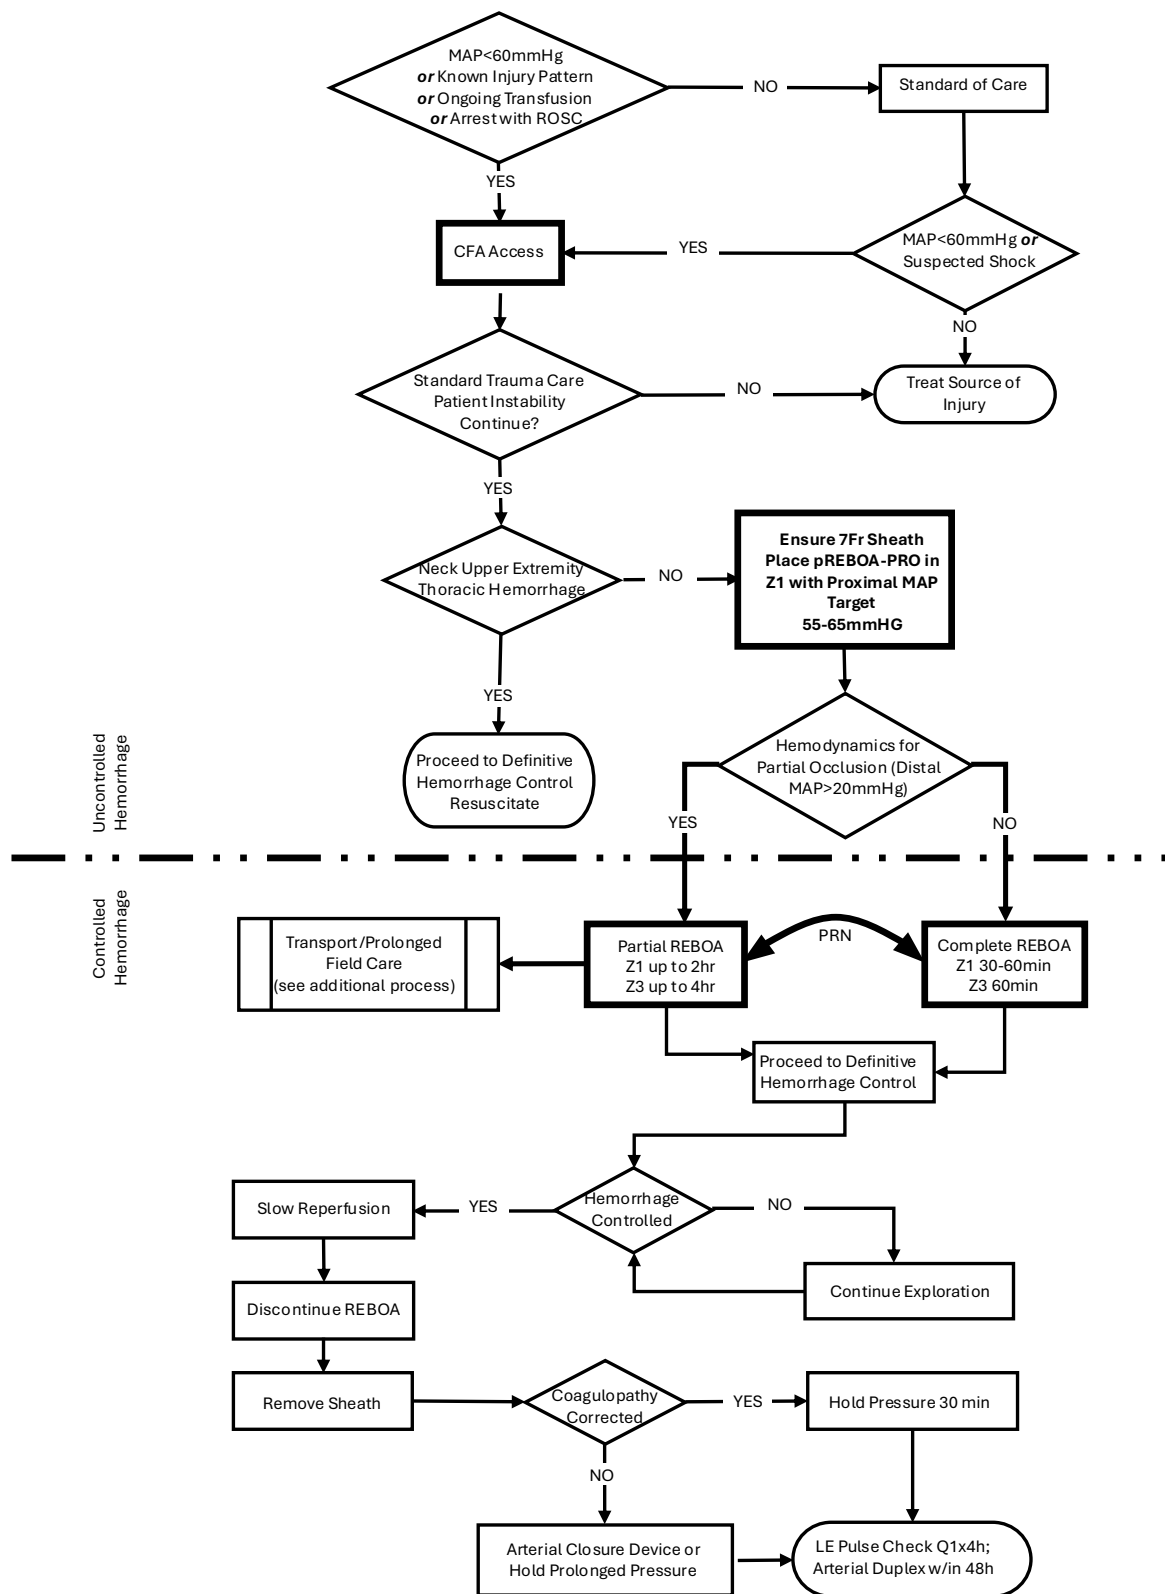 MAP<60mmHg
or Known Injury Pattern
or Ongoing Transfusion
or Arrest with ROSC
NO
Standard of Care
YES
CFA Access
YES
MAP<60mmHg or
Suspected Shock
NO
Standard Trauma Care
Patient Instability
Continue?
NO
Treat Source of
Injury
YES
Neck Upper Extremity
Thoracic Hemorrhage
NO
Ensure 7Fr Sheath
Place pREBOA-PRO in
Z1 with Proximal MAP
Target
55-65mmHG
YES
Proceed to Definitive
Hemorrhage Control
Resuscitate
Hemodynamics for
Partial Occlusion (Distal
MAP>20mmHg)
YES
NO
Uncontrolled
Hemorrhage
Controlled
Hemorrhage
Transport/Prolonged
Field Care
(see additional process)
Partial REBOA
Z1 up to 2hr
Z3 up to 4hr
PRN
Complete REBOA
Z1 30-60min
Z3 60min
Proceed to Definitive
Hemorrhage Control
Hemorrhage
Controlled
YES
NO
Slow Reperfusion
Continue Exploration
Discontinue REBOA
Remove Sheath
Coagulopathy
Corrected
YES
Hold Pressure 30 min
NO
Arterial Closure Device or
Hold Prolonged Pressure
LE Pulse Check Q1x4h;
Arterial Duplex w/in 48h